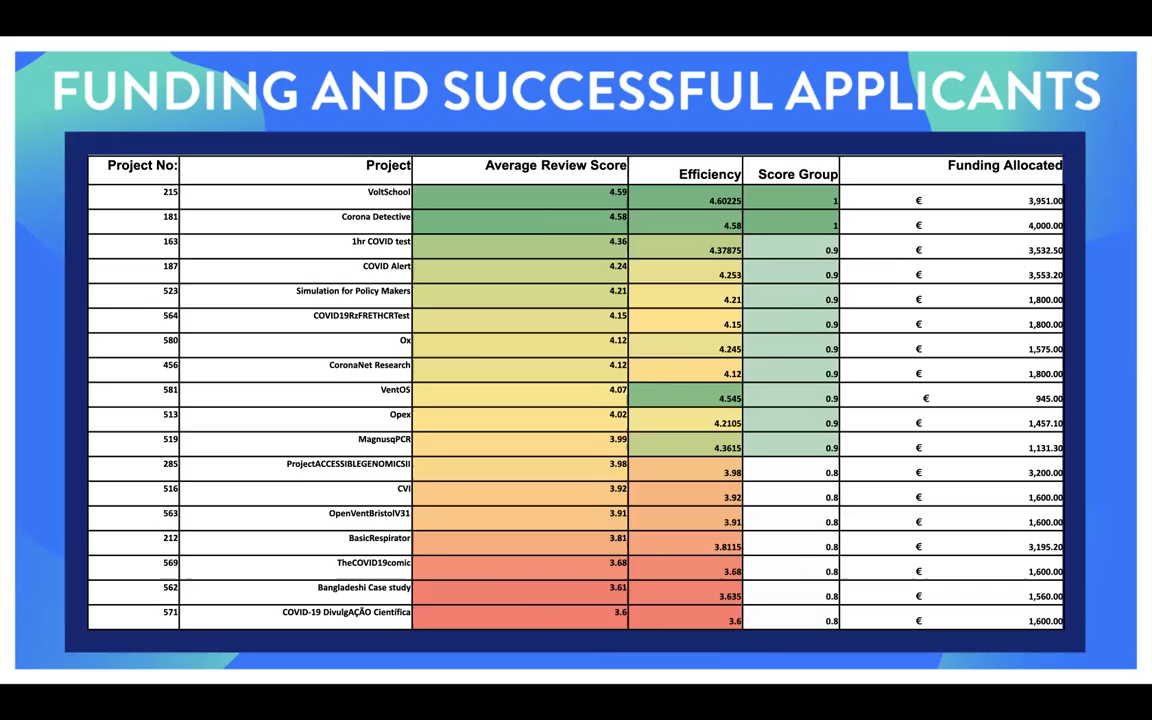 FUNDING AND SUCCESSFUL APPLICANTS
Project No: Project Average Review Score Efficiency Score Group Funding Allocated
215 VoltSchool 4.59 4.60225 1 € 3,951.00
181 Corona Detective 4.58 4.58 1 € 4,000.00
163 1hr COVID test 4.36 4.37875 0.9 € 3,532.50
187 COVID Alert 4.24 4.253 0.9 € 3,553.20
523 Simulation for Policy Makers 4.21 4.21 0.9 € 1,800.00
564 COVID19RzFRETHCRTest 4.15 4.15 0.9 € 1,800.00
580 Ox 4.12 4.245 0.9 € 1,575.00
456 CoronaNet Research 4.12 4.12 0.9 € 1,800.00
581 VentOS 4.07 4.545 0.9 € 945.00
513 Opex 4.02 4.2105 0.9 € 1,457.10
519 MagnusqPCR 3.99 4.3615 0.9 € 1,131.30
285 ProjectACCESSIBLEGENOMICSII 3.98 3.98 0.8 € 3,200.00
516 CVI 3.92 3.92 0.8 € 1,600.00
563 OpenVentBristolV31 3.91 3.91 0.8 € 1,600.00
212 BasicRespirator 3.81 3.8115 0.8 € 3,195.20
569 TheCOVID19comic 3.68 3.68 0.8 € 1,600.00
562 Bangladeshi Case study 3.61 3.635 0.8 € 1,560.00
571 COVID-19 DivulgAÇÃO Científica 3.6 3.6 0.8 € 1,600.00